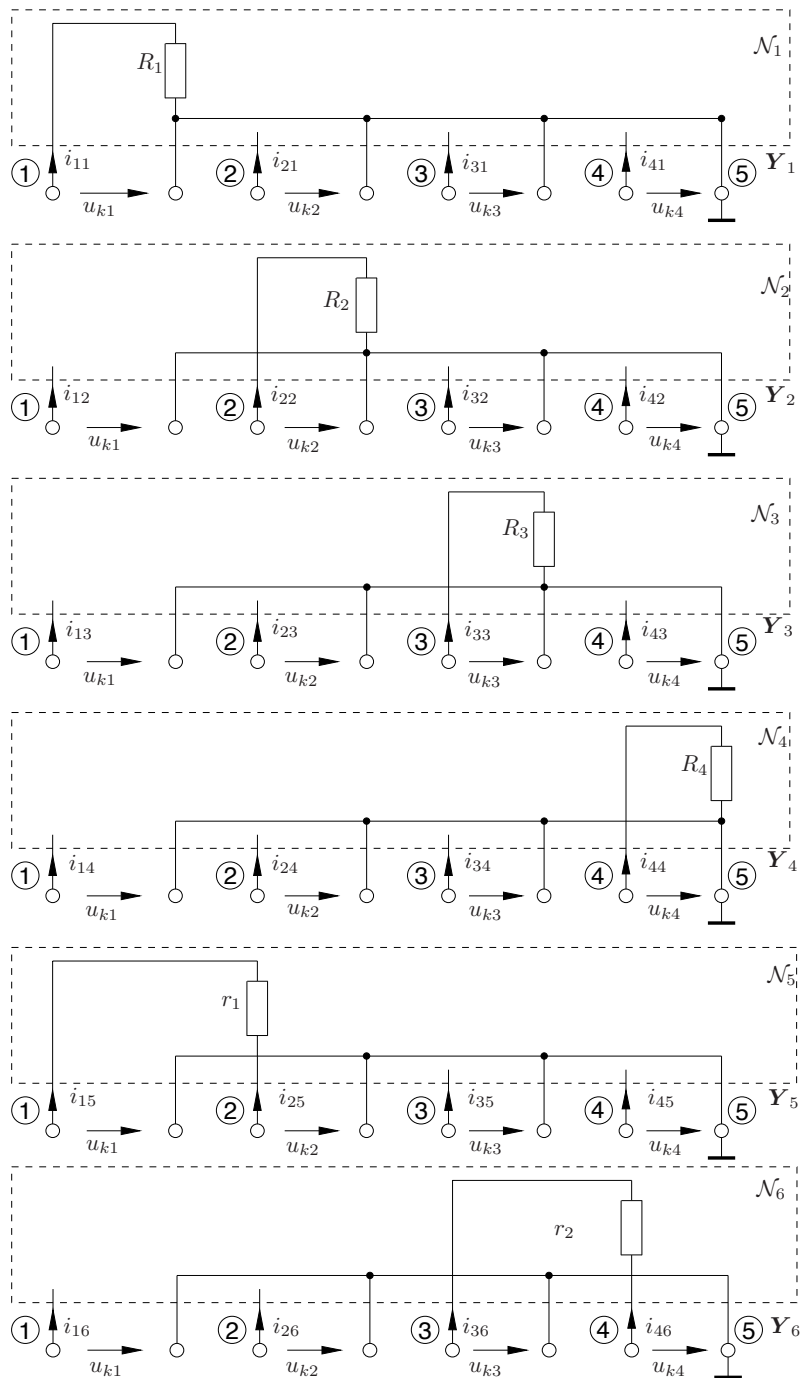 R₁ 𝒩₁
① i₁₁ ② i₂₁ ③ i₃₁ ④ i₄₁ ⑤ Y₁
uₖ₁ uₖ₂ uₖ₃ uₖ₄
R₂ 𝒩₂
① i₁₂ ② i₂₂ ③ i₃₂ ④ i₄₂ ⑤ Y₂
uₖ₁ uₖ₂ uₖ₃ uₖ₄
R₃ 𝒩₃
① i₁₃ ② i₂₃ ③ i₃₃ ④ i₄₃ ⑤ Y₃
uₖ₁ uₖ₂ uₖ₃ uₖ₄
R₄ 𝒩₄
① i₁₄ ② i₂₄ ③ i₃₄ ④ i₄₄ ⑤ Y₄
uₖ₁ uₖ₂ uₖ₃ uₖ₄
r₁ 𝒩₅
① i₁₅ ② i₂₅ ③ i₃₅ ④ i₄₅ ⑤ Y₅
uₖ₁ uₖ₂ uₖ₃ uₖ₄
r₂ 𝒩₆
① i₁₆ ② i₂₆ ③ i₃₆ ④ i₄₆ ⑤ Y₆
uₖ₁ uₖ₂ uₖ₃ uₖ₄